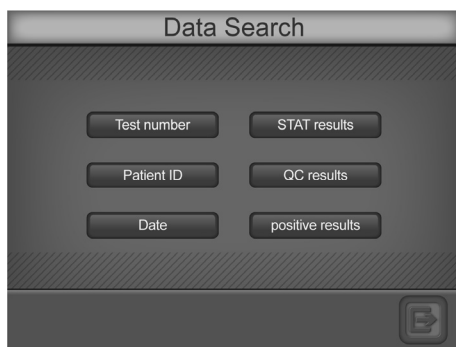 Data Search
Test number
STAT results
Patient ID
QC results
Date
positive results